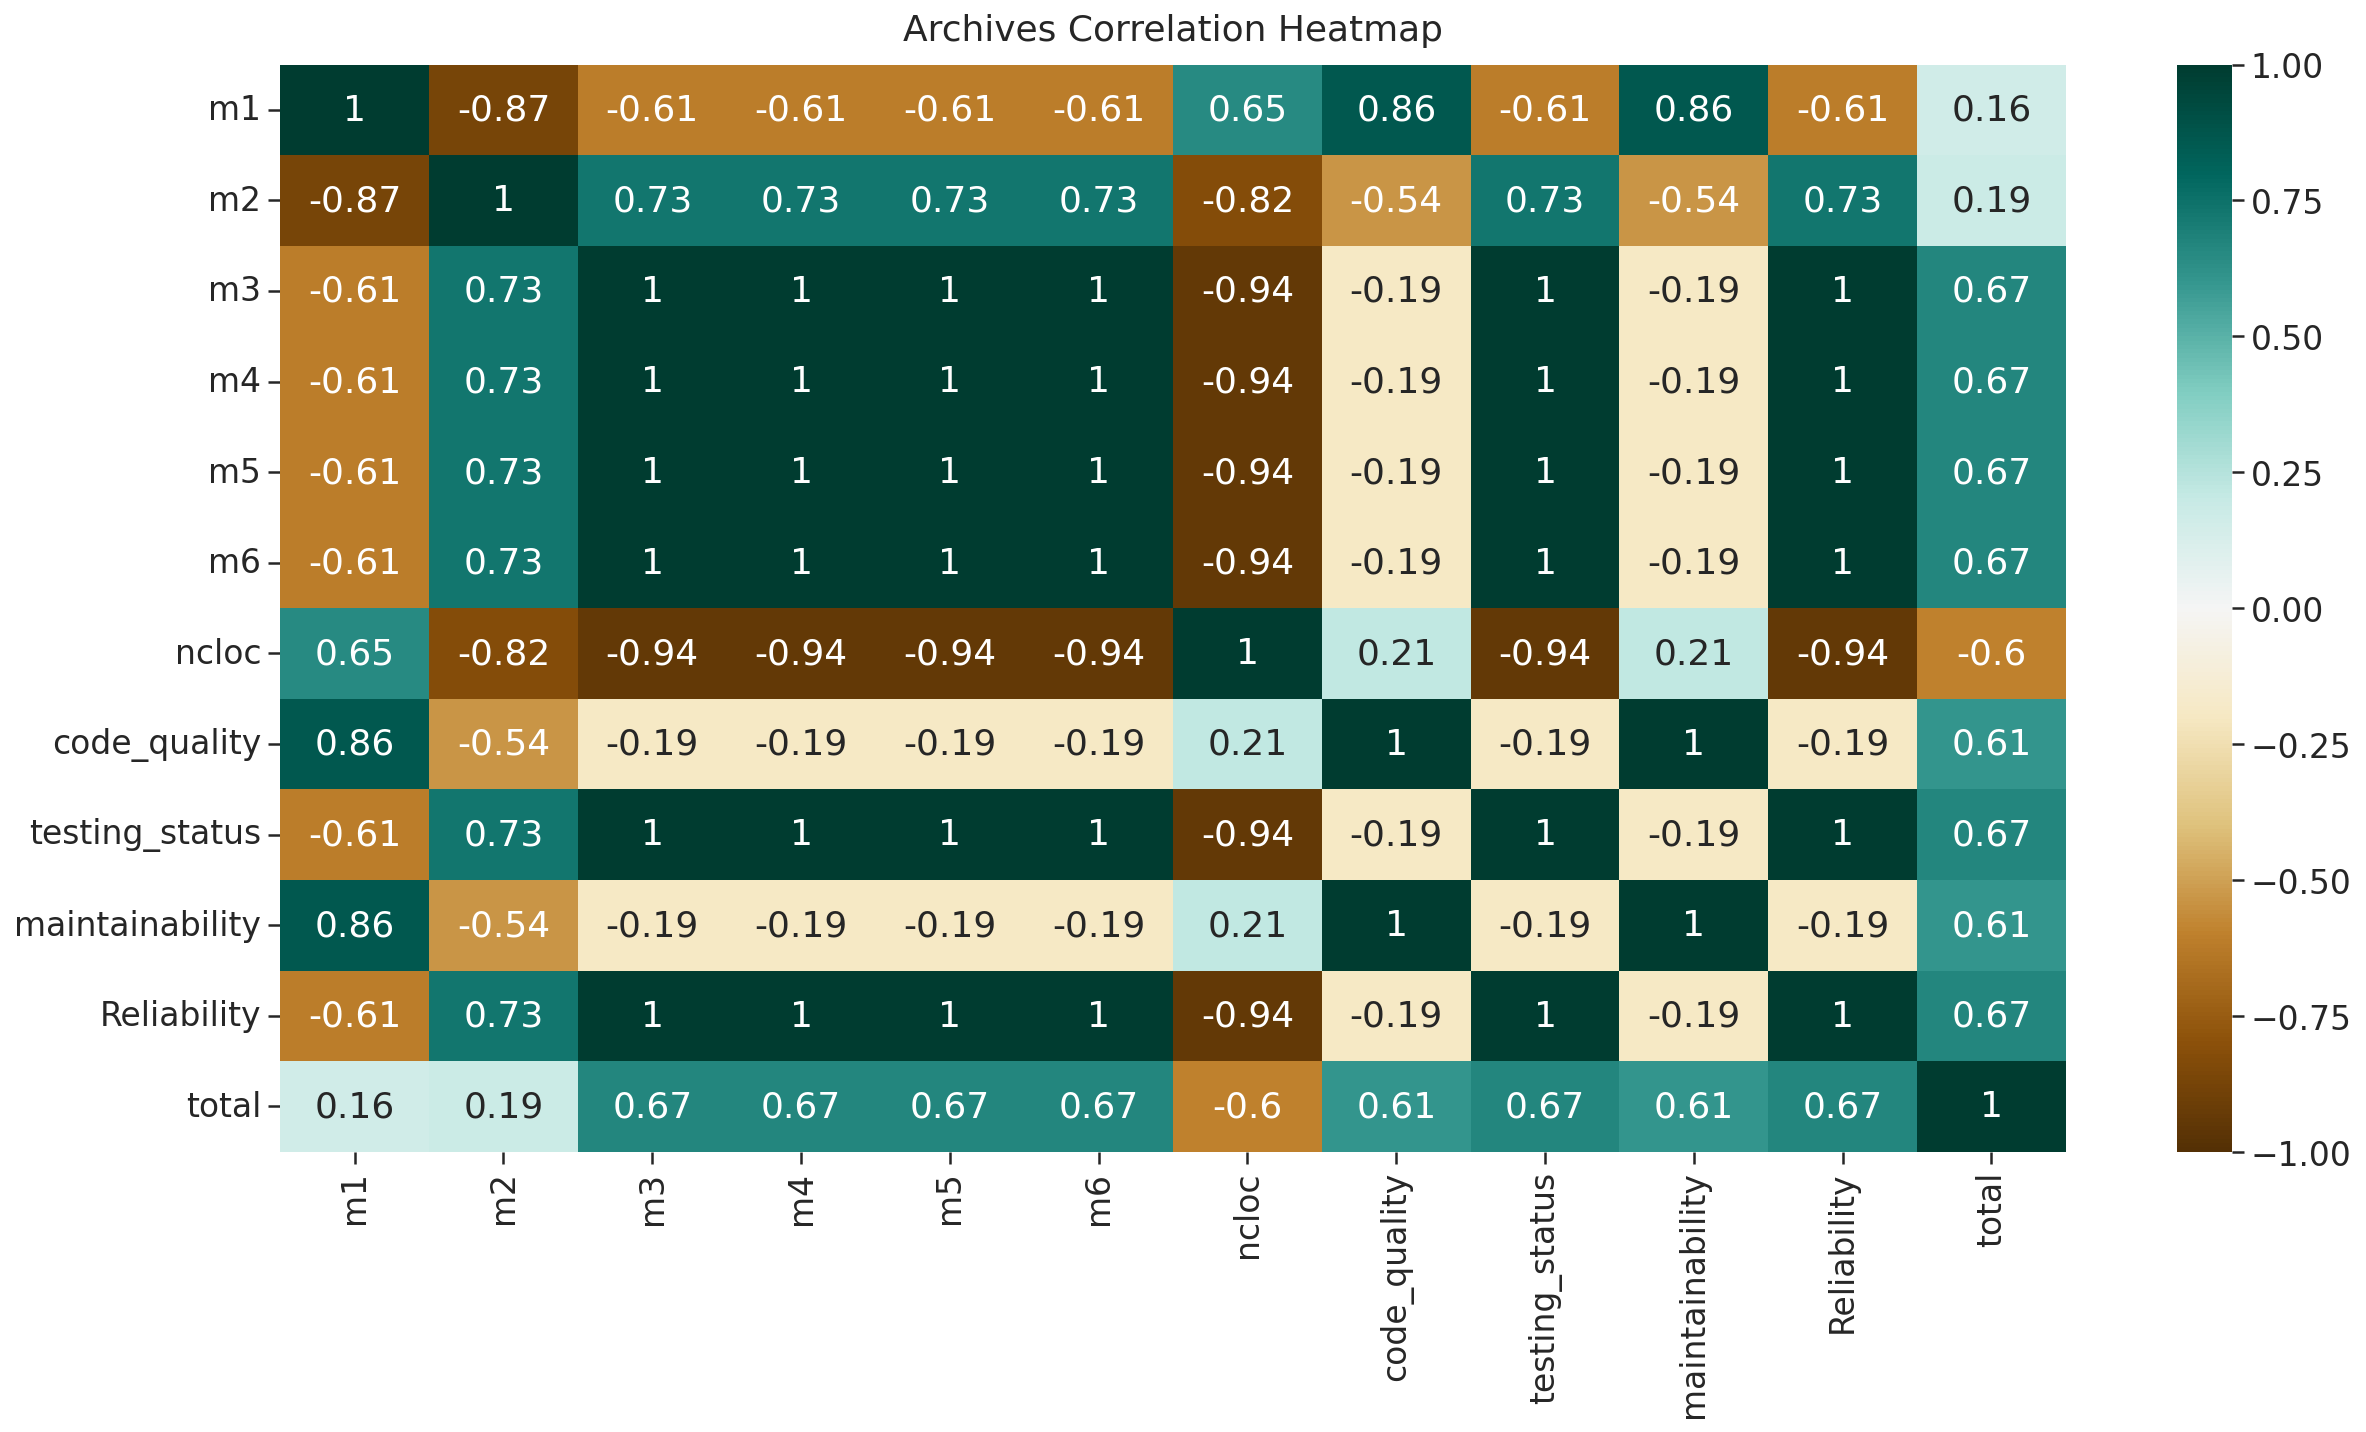 Archives Correlation Heatmap
m1 1 -0.87 -0.61 -0.61 -0.61 -0.61 0.65 0.86 -0.61 0.86 -0.61 0.16
m2 -0.87 1 0.73 0.73 0.73 0.73 -0.82 -0.54 0.73 -0.54 0.73 0.19
m3 -0.61 0.73 1 1 1 1 -0.94 -0.19 1 -0.19 1 0.67
m4 -0.61 0.73 1 1 1 1 -0.94 -0.19 1 -0.19 1 0.67
m5 -0.61 0.73 1 1 1 1 -0.94 -0.19 1 -0.19 1 0.67
m6 -0.61 0.73 1 1 1 1 -0.94 -0.19 1 -0.19 1 0.67
ncloc 0.65 -0.82 -0.94 -0.94 -0.94 -0.94 1 0.21 -0.94 0.21 -0.94 -0.6
code_quality 0.86 -0.54 -0.19 -0.19 -0.19 -0.19 0.21 1 -0.19 1 -0.19 0.61
testing_status -0.61 0.73 1 1 1 1 -0.94 -0.19 1 -0.19 1 0.67
maintainability 0.86 -0.54 -0.19 -0.19 -0.19 -0.19 0.21 1 -0.19 1 -0.19 0.61
Reliability -0.61 0.73 1 1 1 1 -0.94 -0.19 1 -0.19 1 0.67
total 0.16 0.19 0.67 0.67 0.67 0.67 -0.6 0.61 0.67 0.61 0.67 1
m1 m2 m3 m4 m5 m6 ncloc code_quality testing_status maintainability Reliability total
1.00
0.75
0.50
0.25
0.00
−0.25
−0.50
−0.75
−1.00